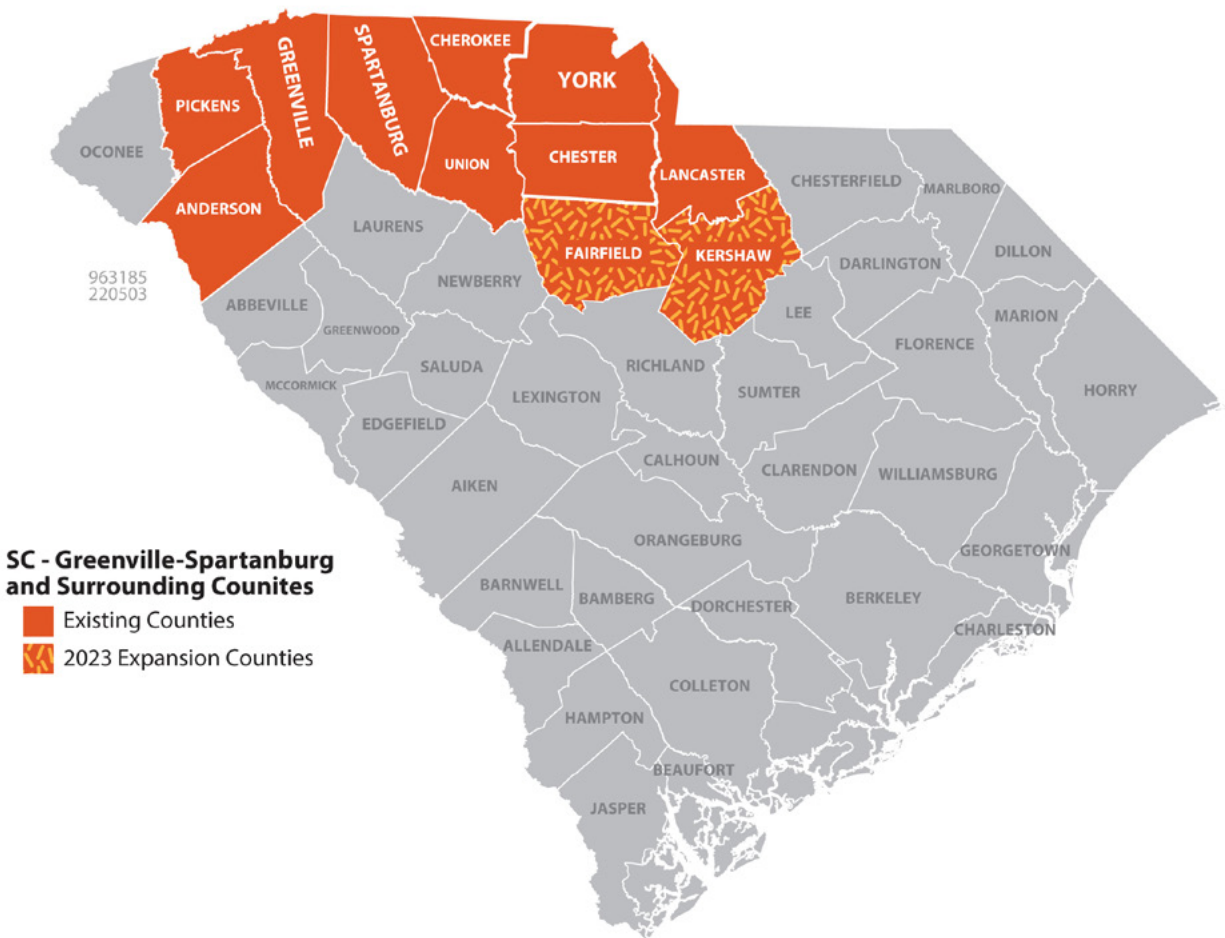 CHEROKEE
GREENVILLE
SPARTANBURG
YORK
PICKENS
OCONEE
UNION
CHESTER
LANCASTER
CHESTERFIELD
MARLBORO
ANDERSON
LAURENS
FAIRFIELD
KERSHAW
DILLON
DARLINGTON
963185
220503
NEWBERRY
ABBEVILLE
LEE
MARION
GREENWOOD
FLORENCE
SALUDA
RICHLAND
MCCORMICK
LEXINGTON
SUMTER
HORRY
EDGEFIELD
CALHOUN
CLARENDON
WILLIAMSBURG
AIKEN
ORANGEBURG
GEORGETOWN
SC - Greenville-Spartanburg
and Surrounding Counites
Existing Counties
2023 Expansion Counties
BARNWELL
BAMBERG
DORCHESTER
BERKELEY
CHARLESTON
ALLENDALE
COLLETON
HAMPTON
BEAUFORT
JASPER